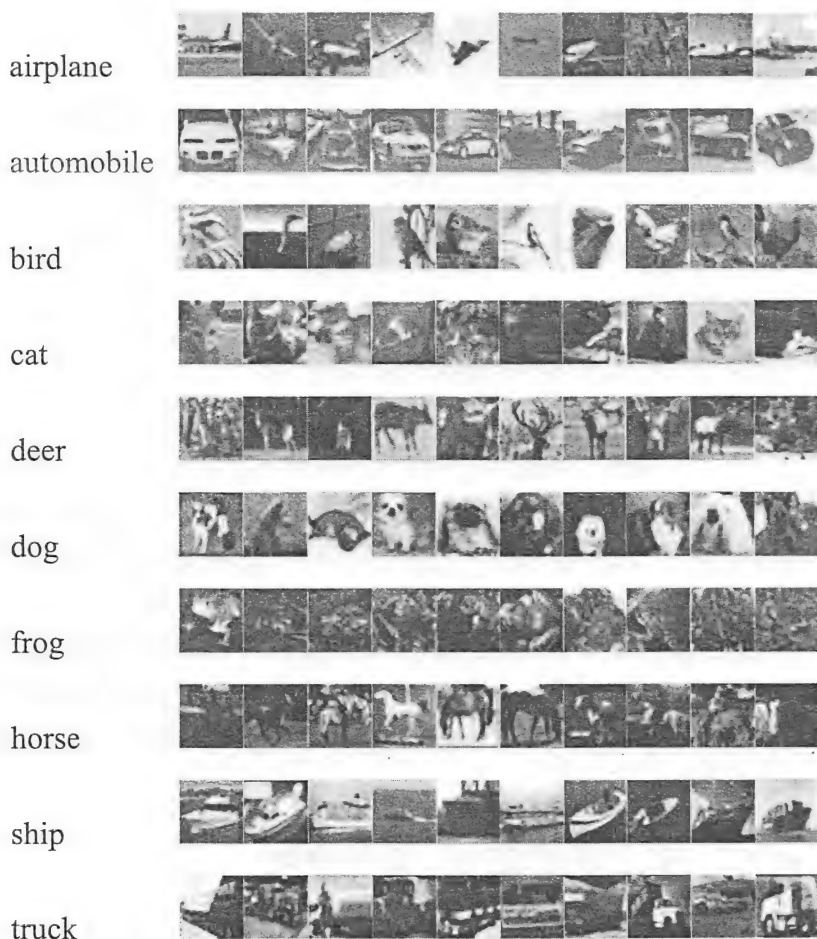 airplane
automobile
bird
cat
deer
dog
frog
horse
ship
truck